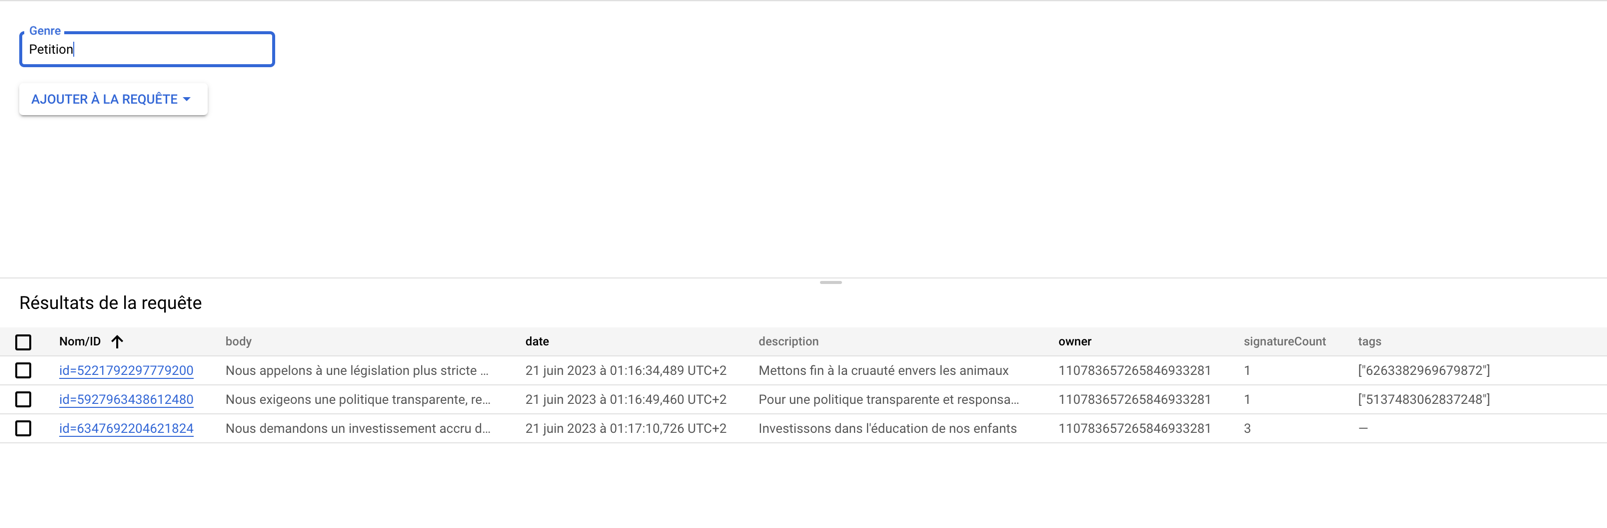 Genre
Petition
AJOUTER À LA REQUÊTE
Résultats de la requête
Nom/ID body date description owner signatureCount tags
id=5221792297779200 Nous appelons à une législation plus stricte … 21 juin 2023 à 01:16:34,489 UTC+2 Mettons fin à la cruauté envers les animaux 110783657265846933281 1 ["6263382969679872"]
id=5927963438612480 Nous exigeons une politique transparente, re… 21 juin 2023 à 01:16:49,460 UTC+2 Pour une politique transparente et responsa… 110783657265846933281 1 ["5137483062837248"]
id=6347692204621824 Nous demandons un investissement accru d… 21 juin 2023 à 01:17:10,726 UTC+2 Investissons dans l'éducation de nos enfants 110783657265846933281 3 —